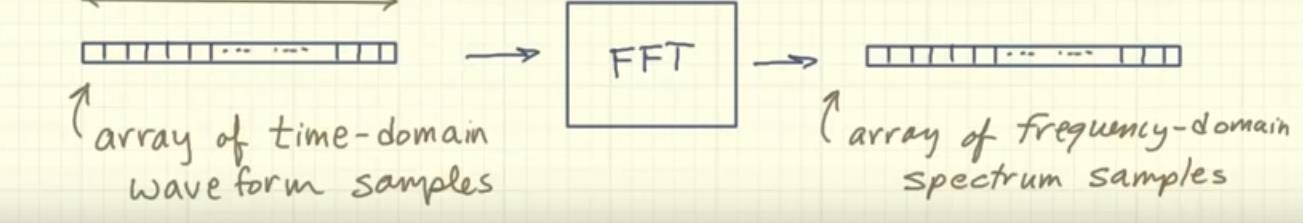 FFT
array of time-domain
waveform samples
array of frequency-domain
spectrum samples